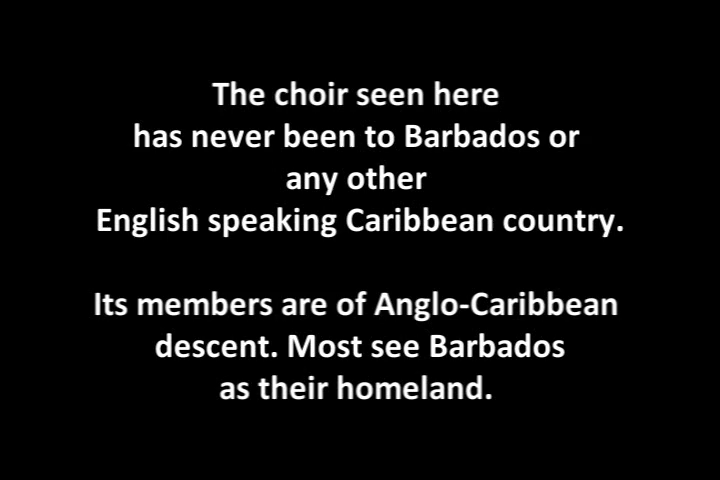 The choir seen here
has never been to Barbados or
any other
English speaking Caribbean country.
Its members are of Anglo-Caribbean
descent. Most see Barbados
as their homeland.